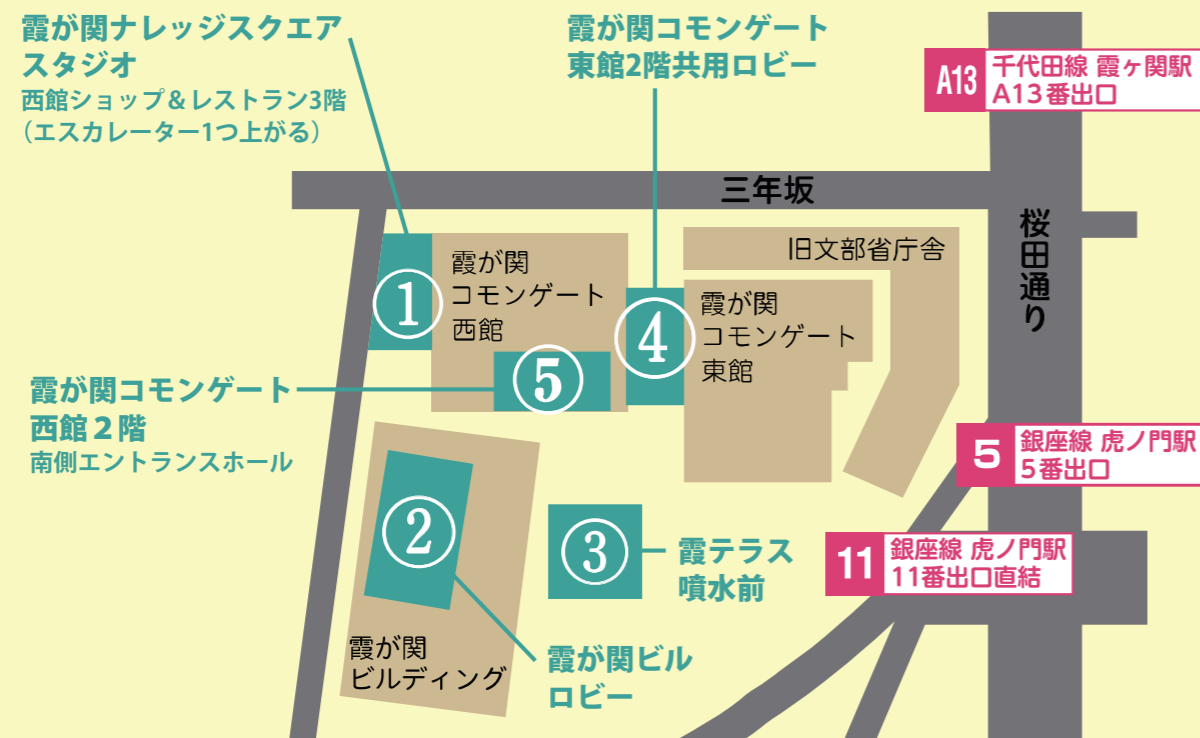 霞が関ナレッジスクエア
スタジオ
西館ショップ＆レストラン3階
（エスカレーター1つ上がる）
霞が関コモンゲート
東館2階共用ロビー
A13
千代田線 霞ヶ関駅
A13番出口
三年坂
桜田通り
旧文部省庁舎
①
霞が関
コモンゲート
西館
④
霞が関
コモンゲート
東館
⑤
霞が関コモンゲート
西館２階
南側エントランスホール
5
銀座線 虎ノ門駅
5番出口
②
③
霞テラス
噴水前
11
銀座線 虎ノ門駅
11番出口直結
霞が関
ビルディング
霞が関ビル
ロビー